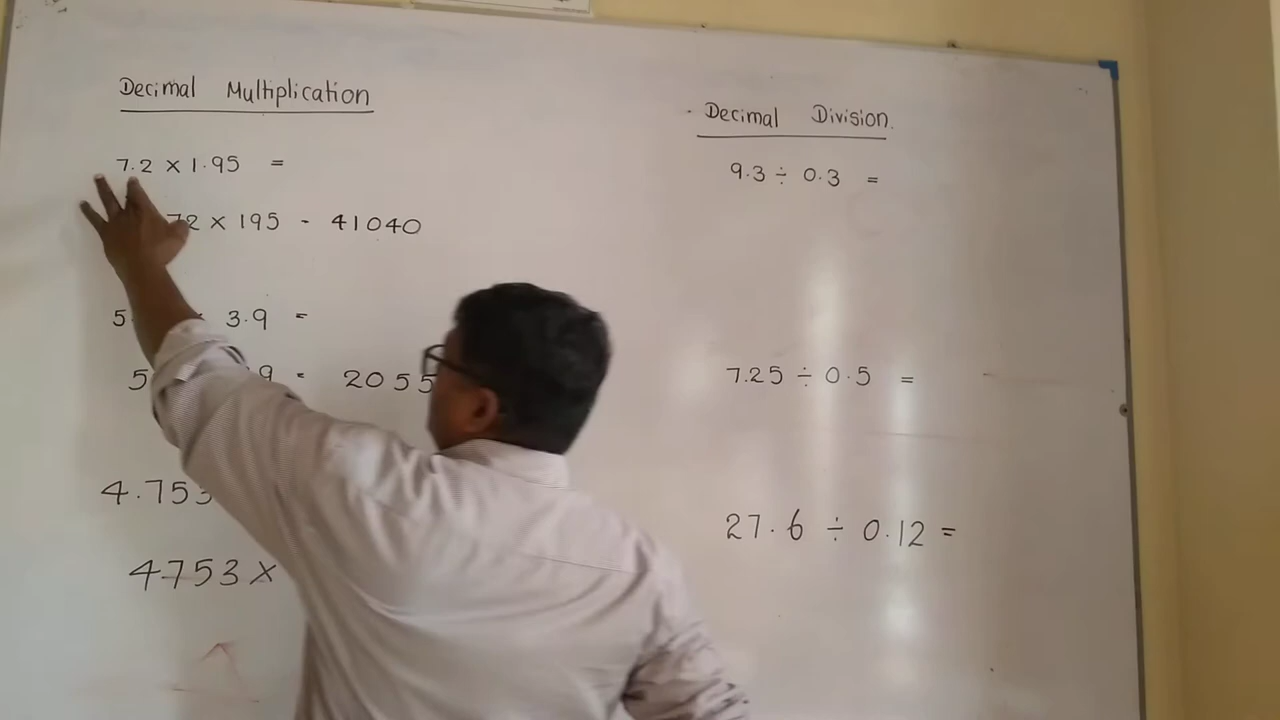 Decimal Multiplication
7.2 × 1.95 =
72 × 195 - 41040
5 3.9 =
5 9 = 2055
4.753
4753 ×
Decimal Division.
9.3 ÷ 0.3 =
7.25 ÷ 0.5 =
27.6 ÷ 0.12 =